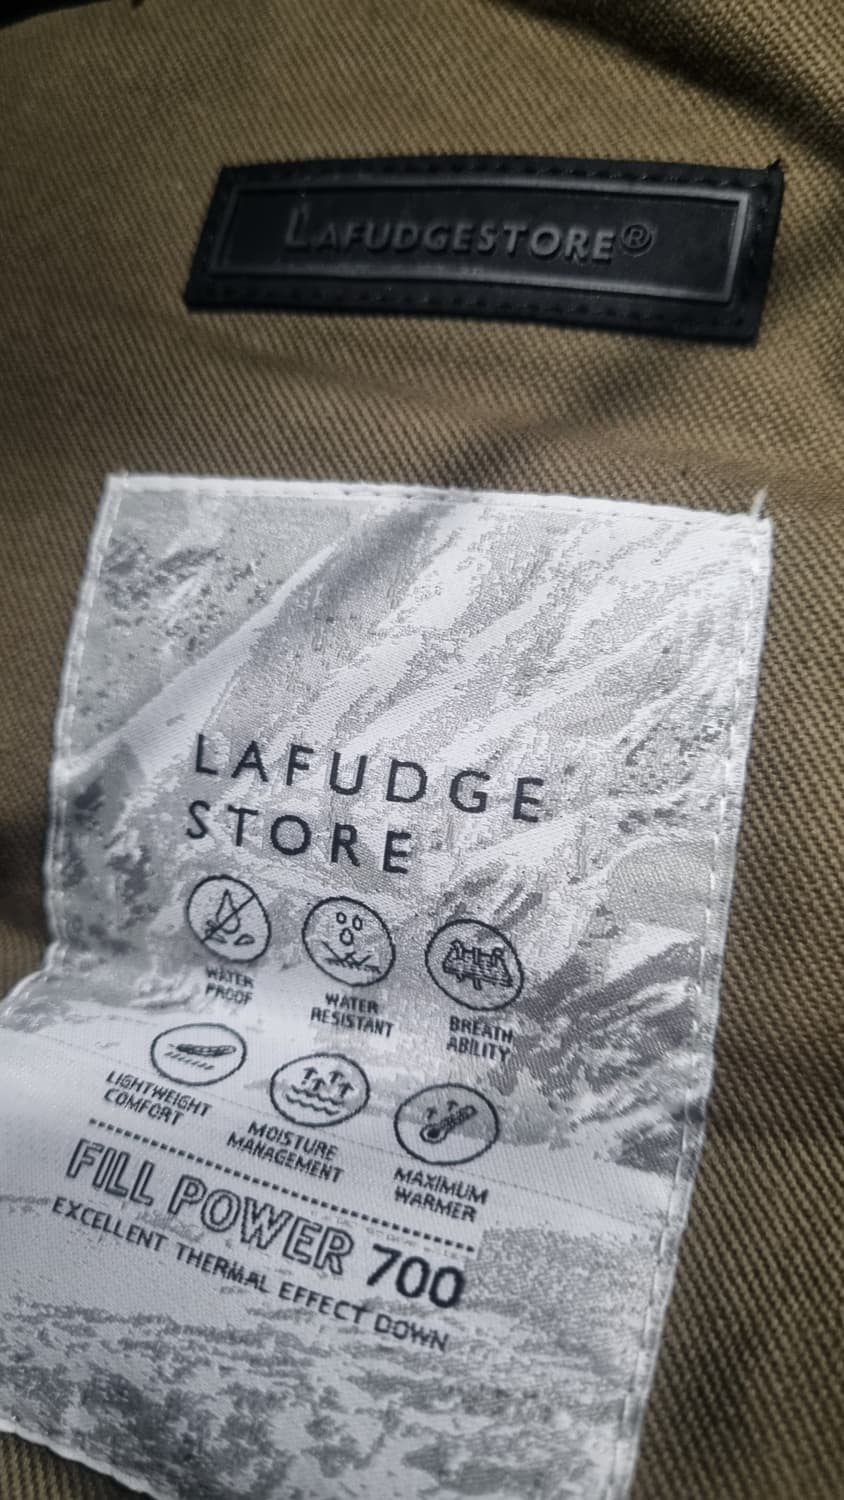 LAFUDGESTORE®
LAFUDGE
STORE
WATER
PROOF
WATER
RESISTANT
BREATH
ABILITY
LIGHTWEIGHT
COMFORT
MOISTURE
MANAGEMENT
MAXIMUM
WARMER
FILL POWER 700
EXCELLENT THERMAL EFFECT DOWN